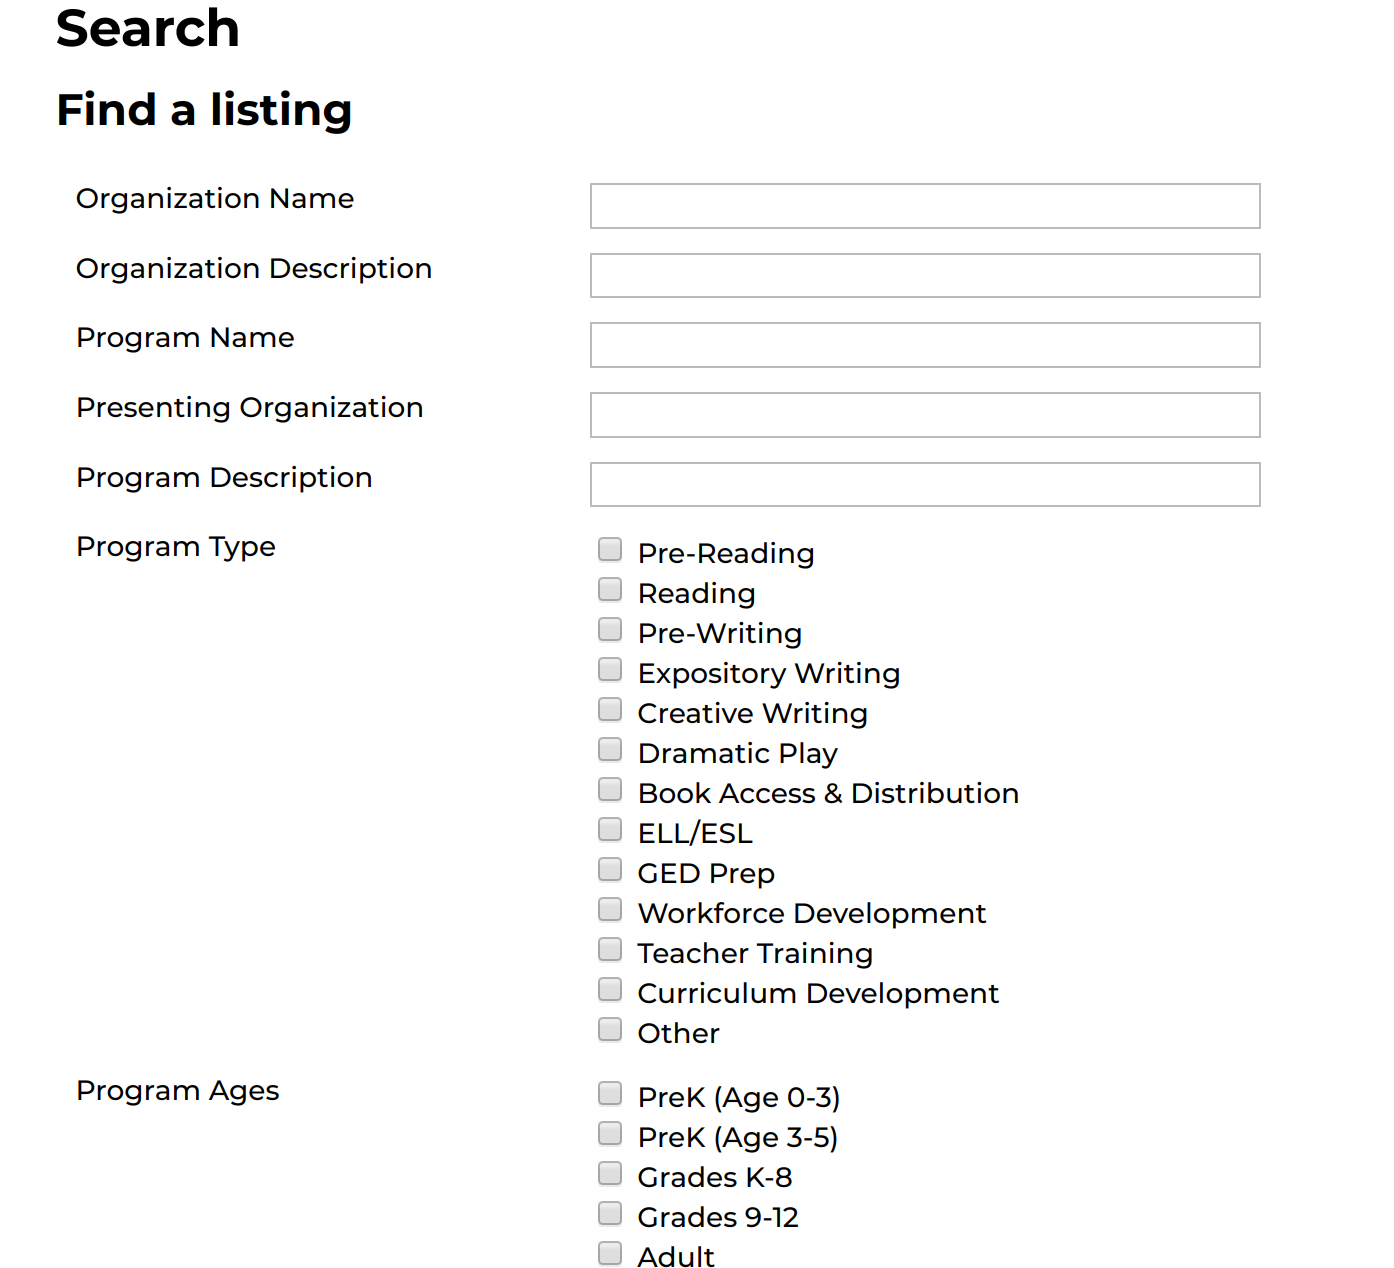 Search
Find a listing
Organization Name
Organization Description
Program Name
Presenting Organization
Program Description
Program Type
Pre-Reading
Reading
Pre-Writing
Expository Writing
Creative Writing
Dramatic Play
Book Access & Distribution
ELL/ESL
GED Prep
Workforce Development
Teacher Training
Curriculum Development
Other
Program Ages
PreK (Age 0-3)
PreK (Age 3-5)
Grades K-8
Grades 9-12
Adult